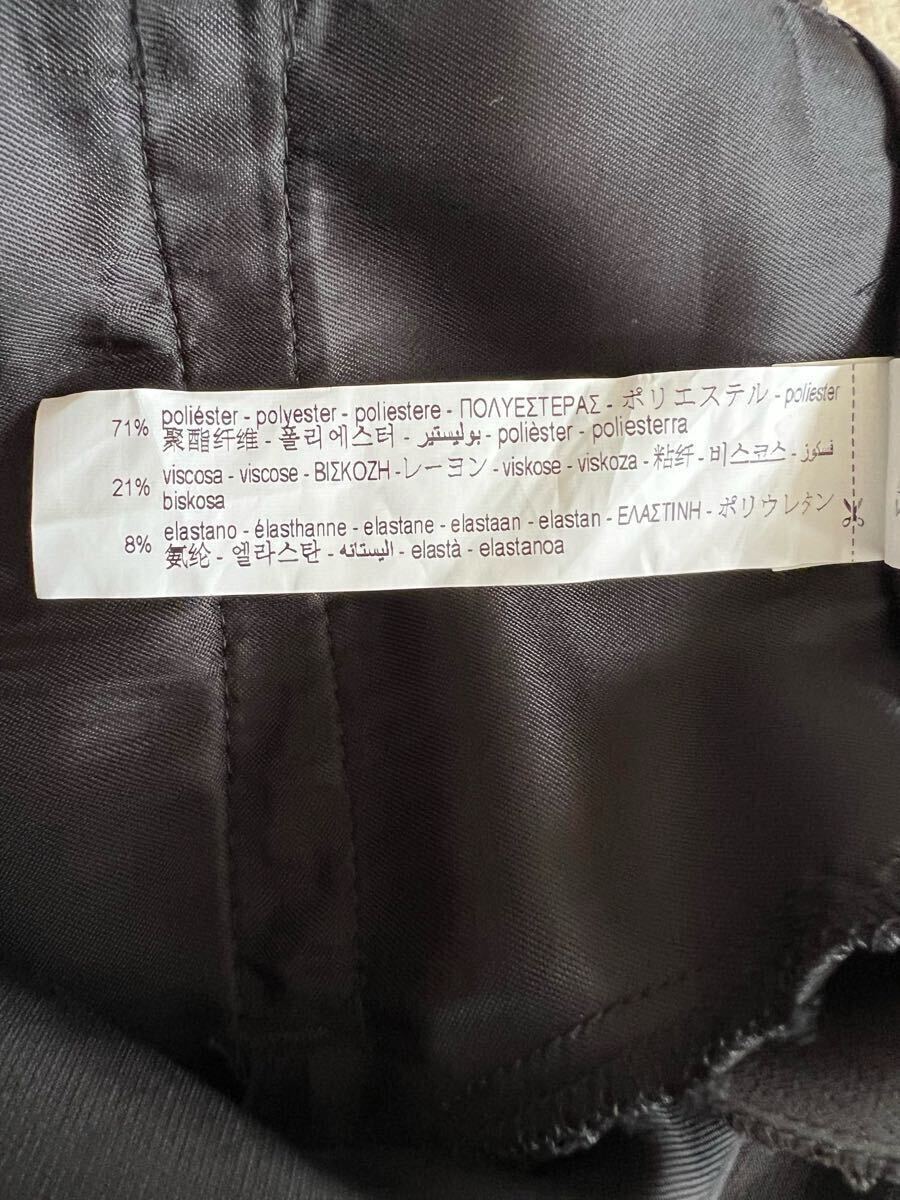 71% poliéster - polyester - poliestere - ΠΟΛΥΕΣΤΕΡΑΣ - ポリエステル - poliester
聚酯纤维 - 폴리에스터 - بوليستير - polièster - poliesterra
21% viscosa - viscose - ΒΙΣΚΟΖΗ - レーヨン - viskose - viskoza - 粘纤 - 비스코스 - فسكوز
biskosa
8% elastano - élasthanne - elastane - elastaan - elastan - ΕΛΑΣΤΙΝΗ - ポリウレタン
氨纶 - 엘라스탄 - اليستانه - elastà - elastanoa